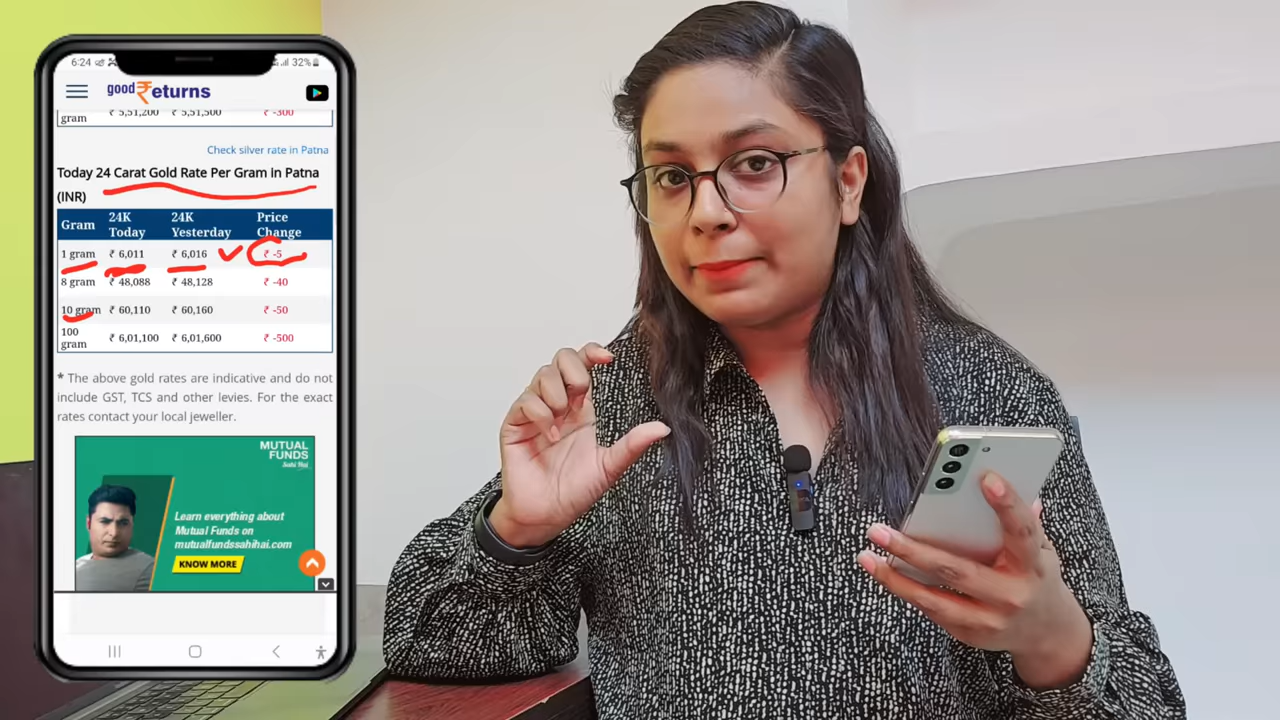 6:24 32%
good ₹eturns
gram ₹ 5,51,200 ₹ 5,51,500 ₹ -300
Check silver rate in Patna
Today 24 Carat Gold Rate Per Gram in Patna
(INR)
Gram 24K Today 24K Yesterday Price Change
1 gram ₹ 6,011 ₹ 6,016 ₹ -5
8 gram ₹ 48,088 ₹ 48,128 ₹ -40
10 gram ₹ 60,110 ₹ 60,160 ₹ -50
100 gram ₹ 6,01,100 ₹ 6,01,600 ₹ -500
* The above gold rates are indicative and do not
include GST, TCS and other levies. For the exact
rates contact your local jeweller.
MUTUAL
FUNDS
Sahi Hai
Learn everything about
Mutual Funds on
mutualfundssahihai.com
KNOW MORE